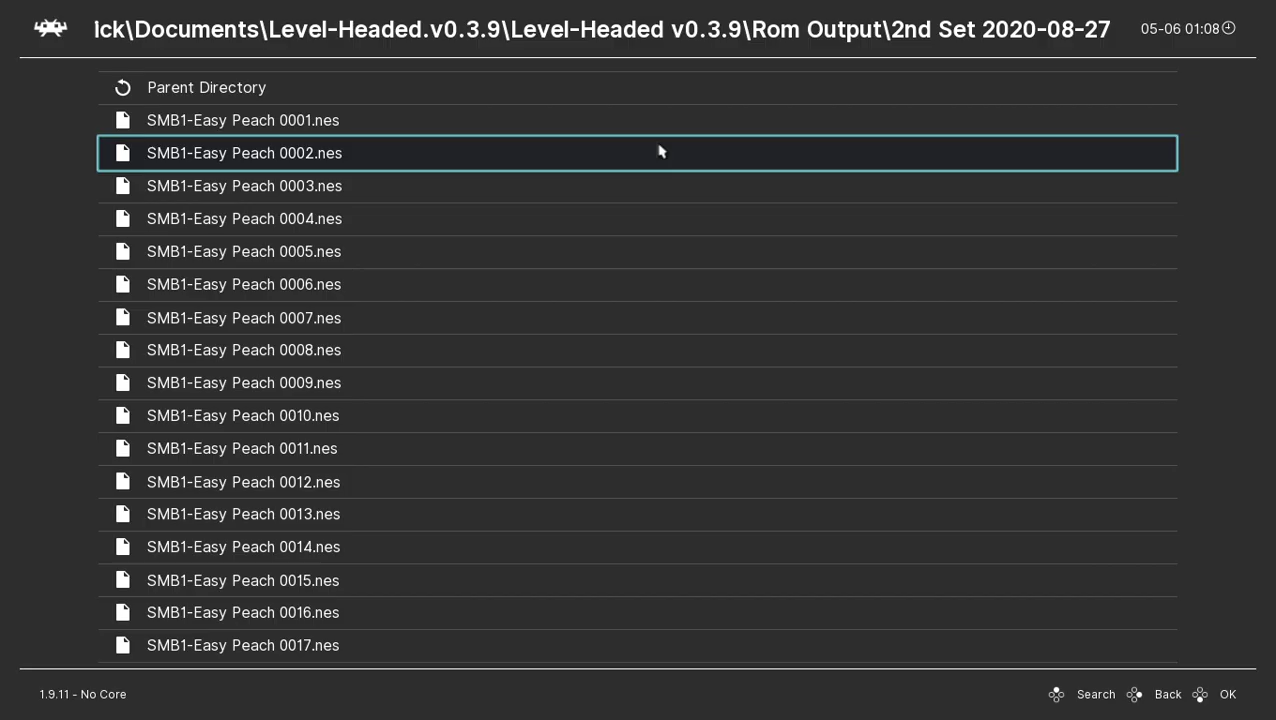 ick\Documents\Level-Headed.v0.3.9\Level-Headed v0.3.9\Rom Output\2nd Set 2020-08-27
05-06 01:08
Parent Directory
SMB1-Easy Peach 0001.nes
SMB1-Easy Peach 0002.nes
SMB1-Easy Peach 0003.nes
SMB1-Easy Peach 0004.nes
SMB1-Easy Peach 0005.nes
SMB1-Easy Peach 0006.nes
SMB1-Easy Peach 0007.nes
SMB1-Easy Peach 0008.nes
SMB1-Easy Peach 0009.nes
SMB1-Easy Peach 0010.nes
SMB1-Easy Peach 0011.nes
SMB1-Easy Peach 0012.nes
SMB1-Easy Peach 0013.nes
SMB1-Easy Peach 0014.nes
SMB1-Easy Peach 0015.nes
SMB1-Easy Peach 0016.nes
SMB1-Easy Peach 0017.nes
1.9.11 - No Core
Search
Back
OK